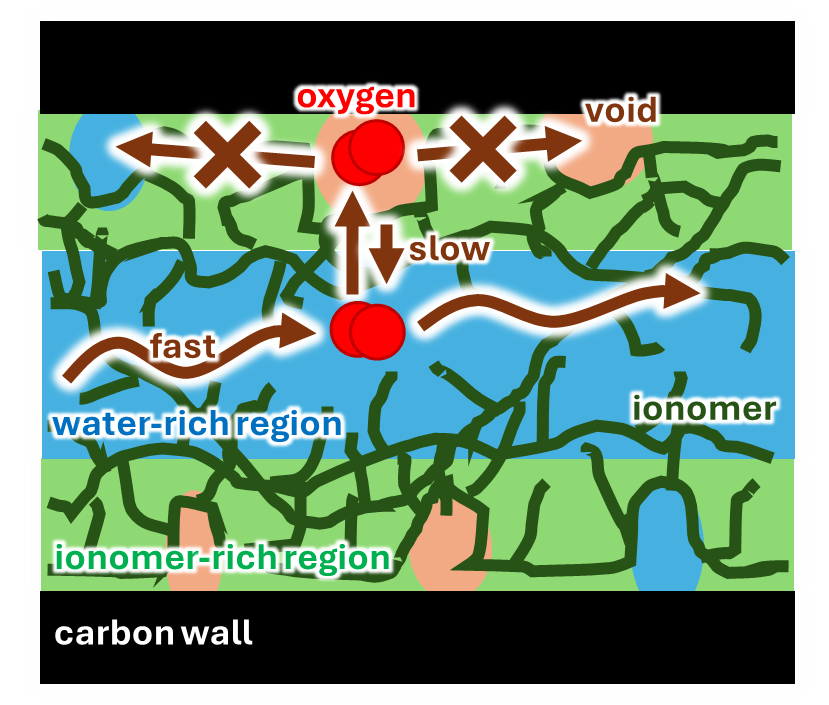 oxygen
void
slow
fast
ionomer
water-rich region
ionomer-rich region
carbon wall